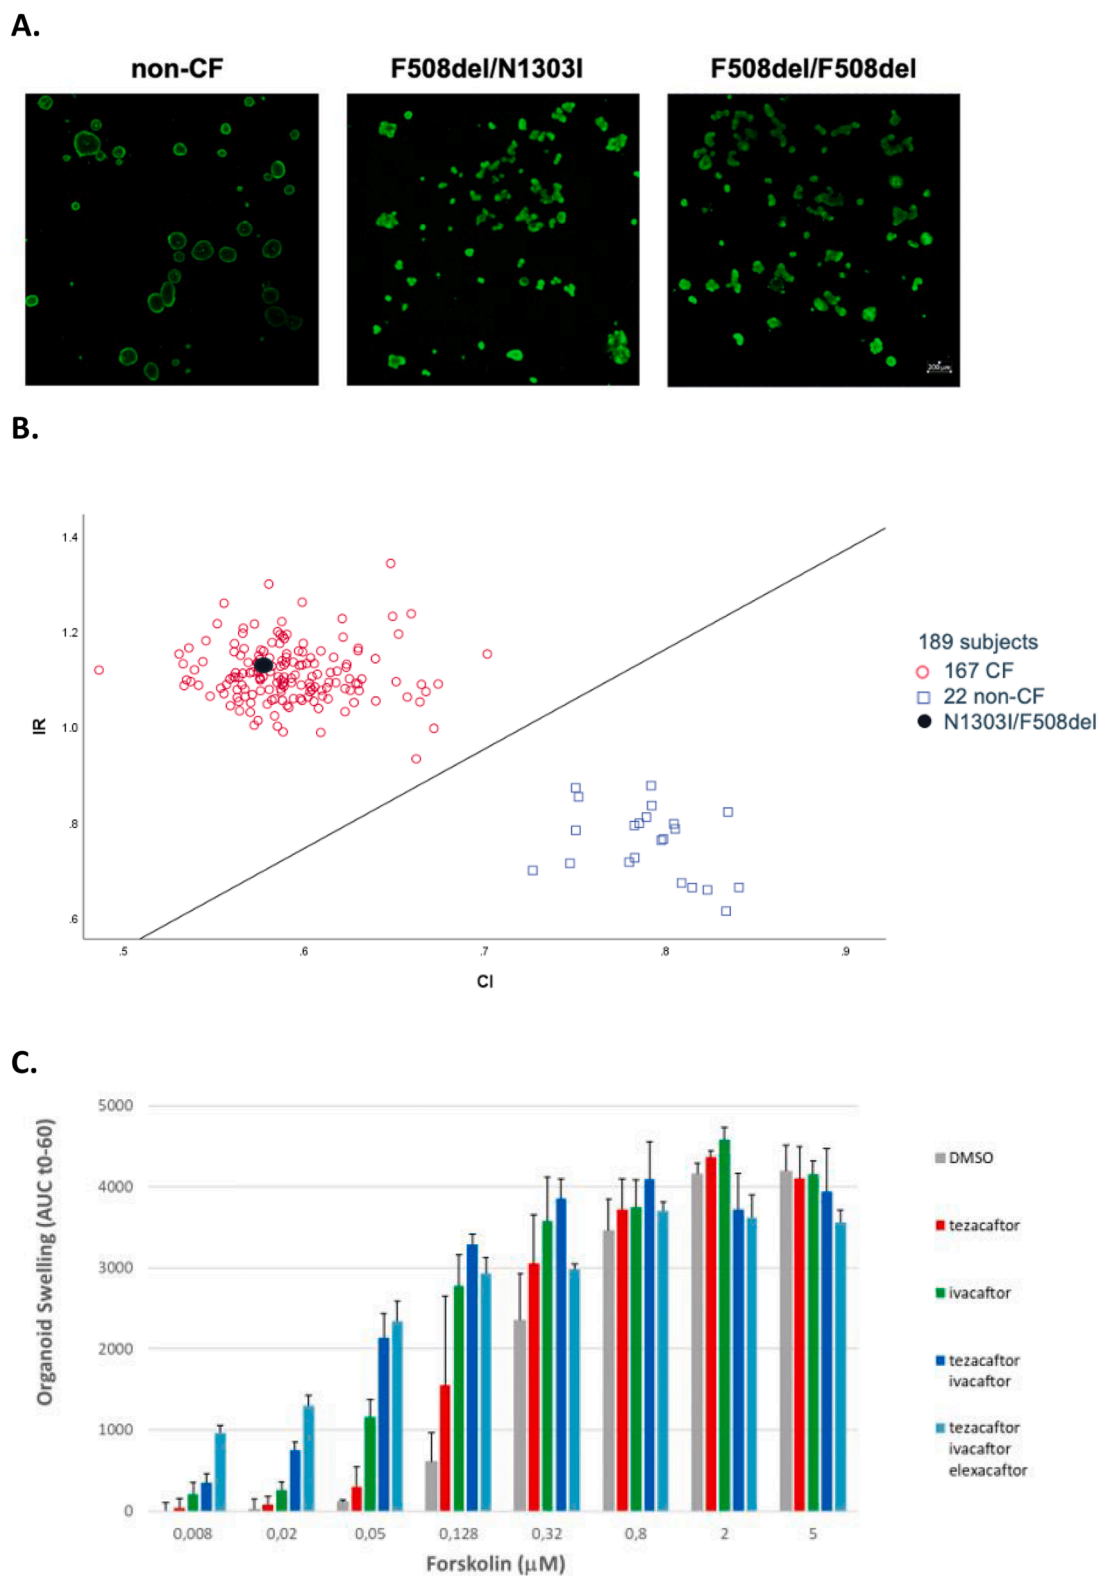 A.
non-CF
F508del/N1303I
F508del/F508del
200 µm
B.
IR
1.4
1.2
1.0
.8
.6
.5
.6
.7
.8
.9
CI
189 subjects
167 CF
22 non-CF
N1303I/F508del
C.
Organoid Swelling (AUC t0-60)
5000
4000
3000
2000
1000
0
0,008
0,02
0,05
0,128
0,32
0,8
2
5
Forskolin (µM)
DMSO
tezacaftor
ivacaftor
tezacaftor
ivacaftor
tezacaftor
ivacaftor
elexacaftor